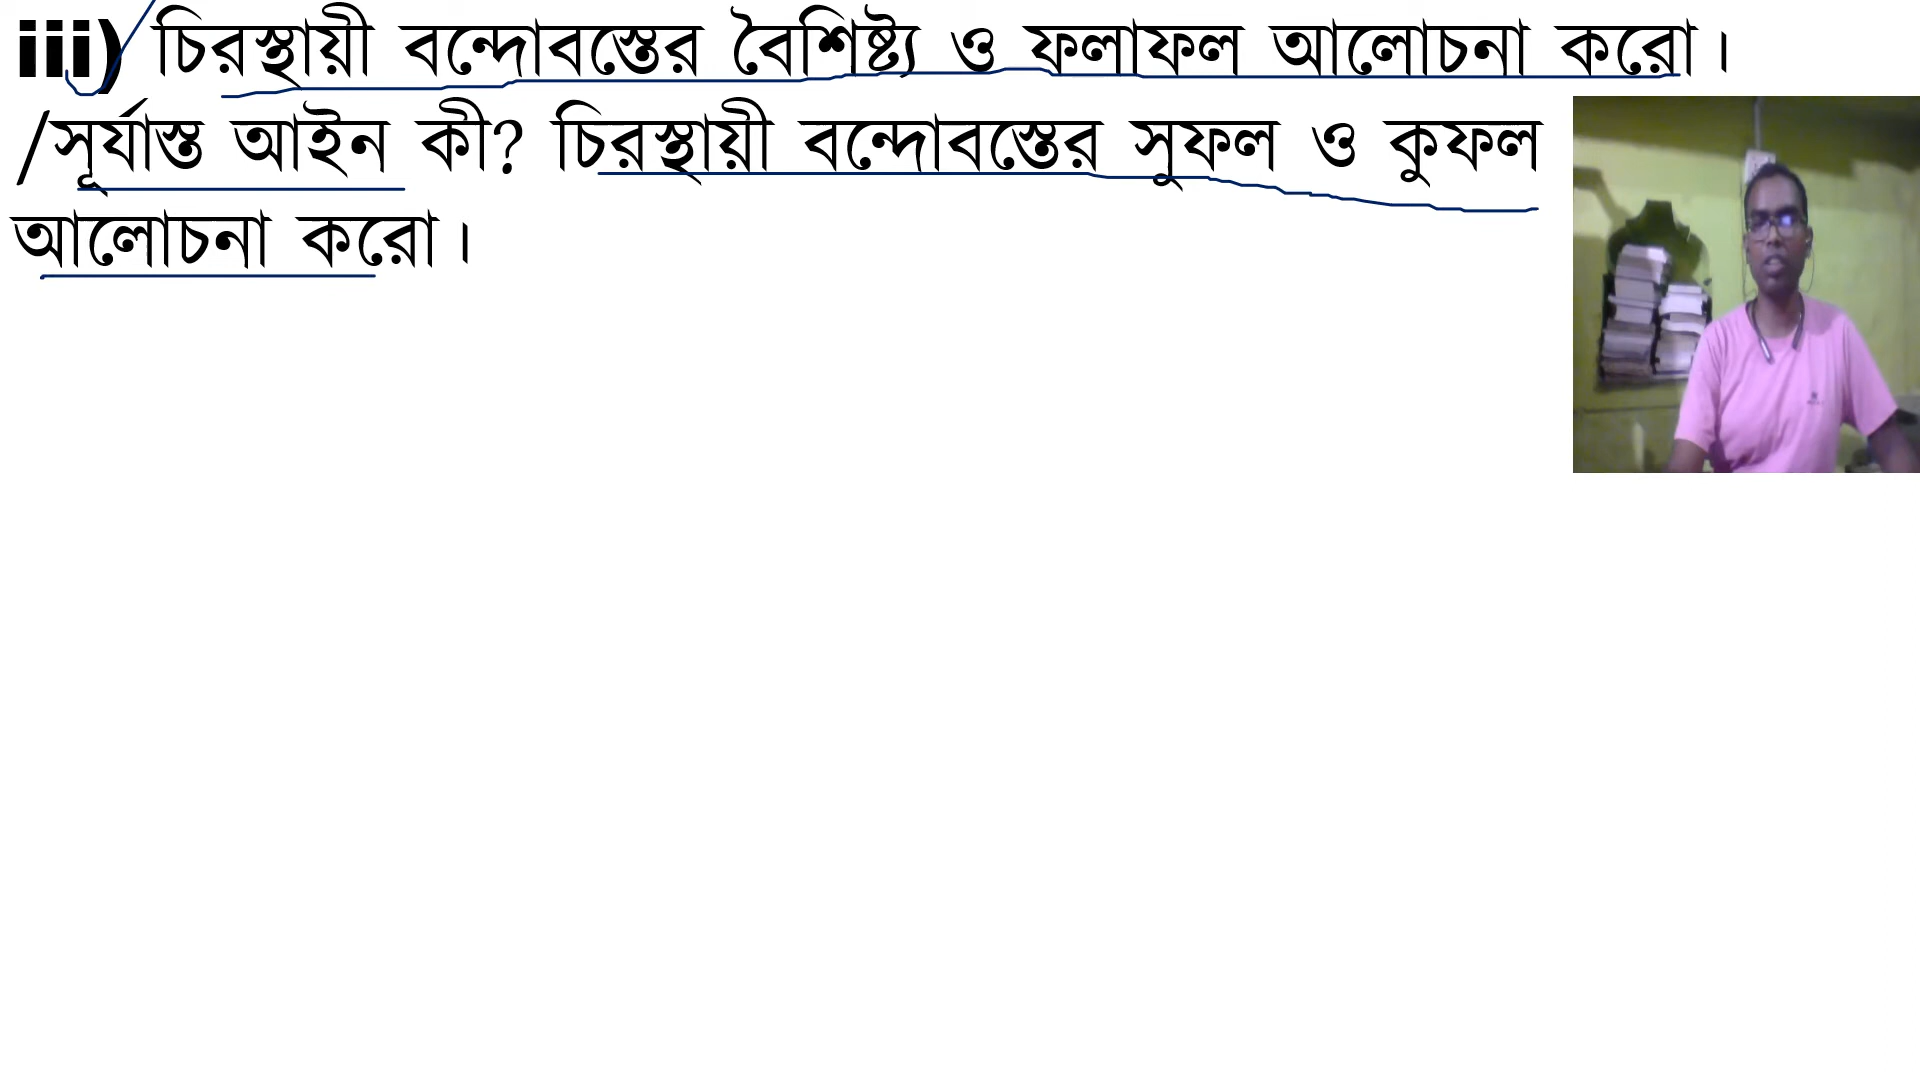 iii) চিরস্থায়ী বন্দোবস্তের বৈশিষ্ট্য ও ফলাফল আলোচনা করো।
/সূর্যাস্ত আইন কী? চিরস্থায়ী বন্দোবস্তের সুফল ও কুফল
আলোচনা করো।